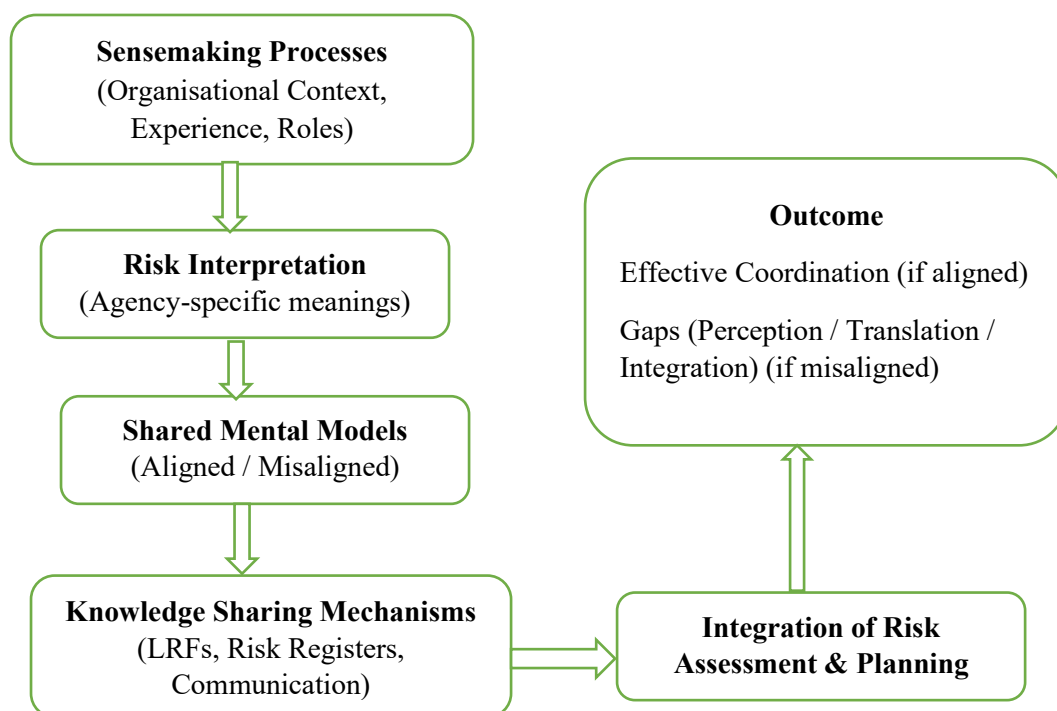 Sensemaking Processes
(Organisational Context,
Experience, Roles)
Risk Interpretation
(Agency-specific meanings)
Shared Mental Models
(Aligned / Misaligned)
Knowledge Sharing Mechanisms
(LRFs, Risk Registers,
Communication)
Integration of Risk
Assessment & Planning
Outcome
Effective Coordination (if aligned)
Gaps (Perception / Translation /
Integration) (if misaligned)